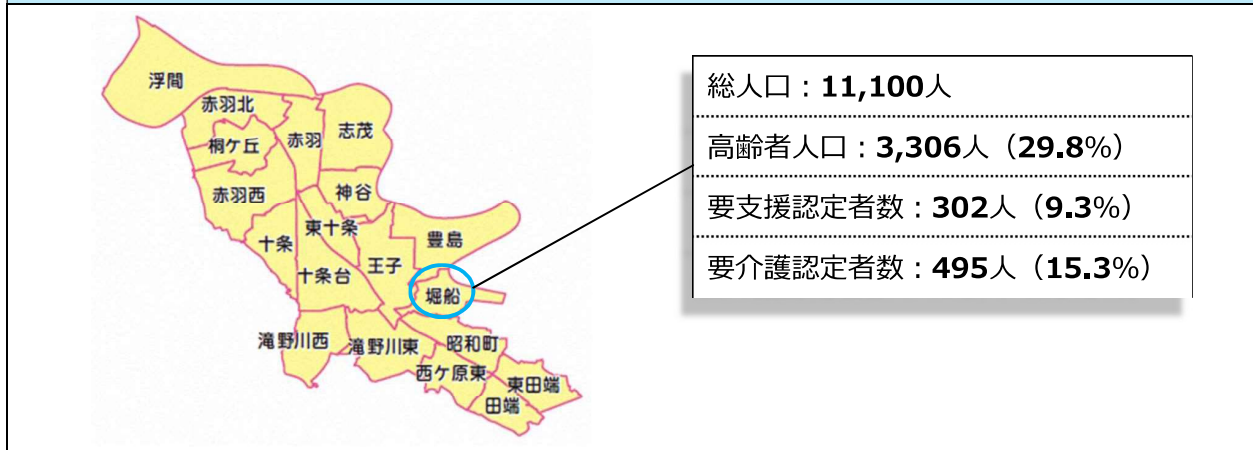 浮間
赤羽北
桐ケ丘
赤羽
志茂
赤羽西
神谷
十条
東十条
豊島
王子
十条台
堀船
滝野川西
滝野川東
昭和町
西ケ原東
東田端
田端
総人口：11,100人
高齢者人口：3,306人（29.8%）
要支援認定者数：302人（9.3%）
要介護認定者数：495人（15.3%）